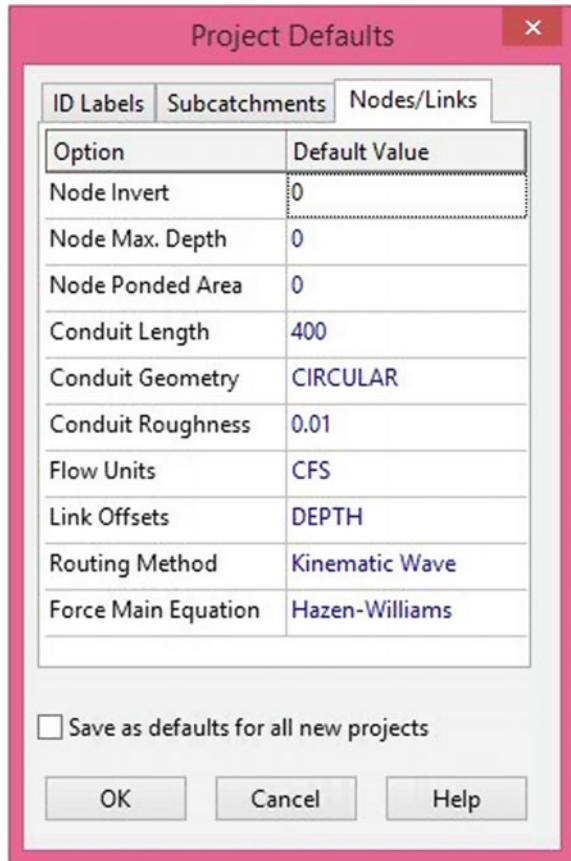 Project Defaults
ID Labels Subcatchments Nodes/Links
Option Default Value
Node Invert 0
Node Max. Depth 0
Node Ponded Area 0
Conduit Length 400
Conduit Geometry CIRCULAR
Conduit Roughness 0.01
Flow Units CFS
Link Offsets DEPTH
Routing Method Kinematic Wave
Force Main Equation Hazen-Williams
Save as defaults for all new projects
OK Cancel Help